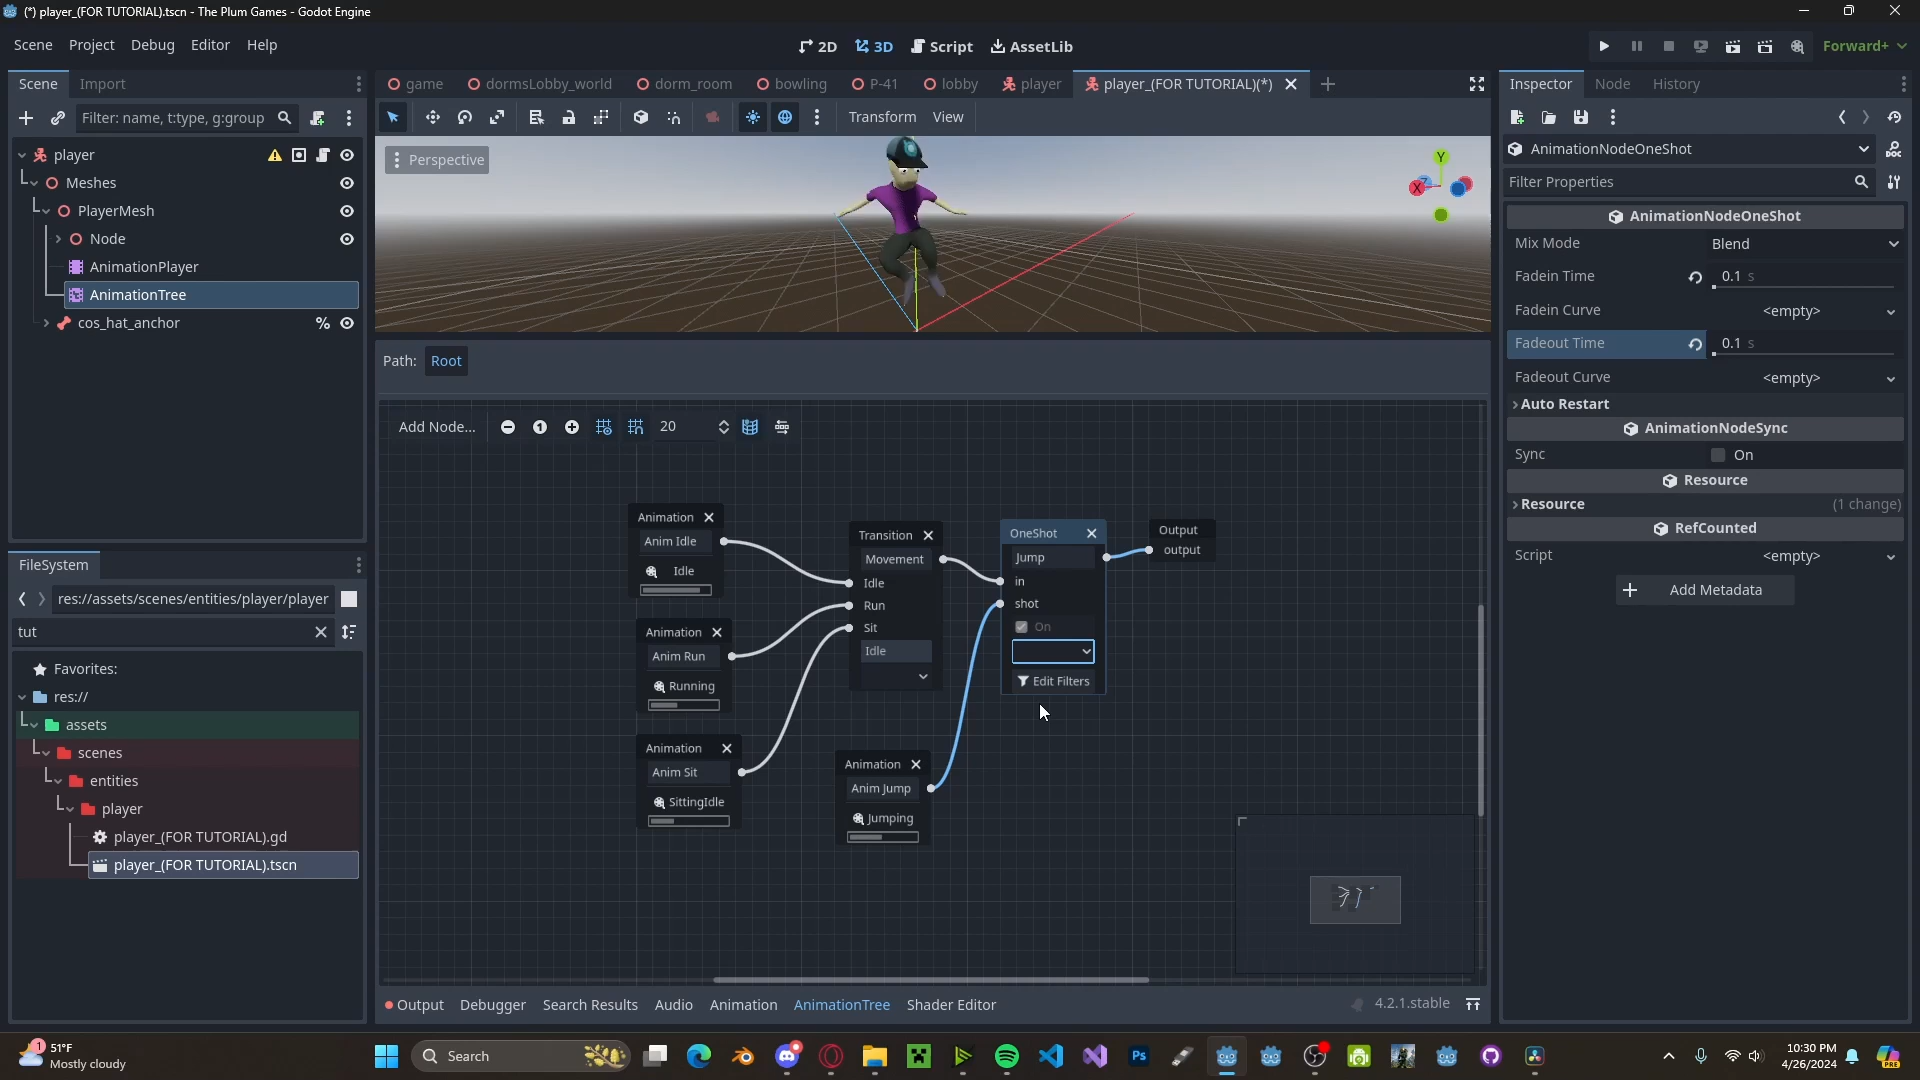 (*) player_(FOR TUTORIAL).tscn - The Plum Games - Godot Engine
Scene Project Debug Editor Help
2D 3D Script AssetLib
Forward+
Scene Import
game dormsLobby_world dorm_room bowling P-41 lobby player player_(FOR TUTORIAL)(*)
Inspector Node History
Filter: name, t:type, g:group
Transform View
player
Meshes
PlayerMesh
Node
AnimationPlayer
AnimationTree
cos_hat_anchor
%
Perspective
Y
X
Z
Path: Root
Add Node...
1
20
Animation
Anim Idle
Idle
Animation
Anim Run
Running
Animation
Anim Sit
SittingIdle
Transition
Movement
Idle
Run
Sit
Idle
Animation
Anim Jump
Jumping
OneShot
Jump
in
shot
On
Edit Filters
Output
output
AnimationNodeOneShot
Filter Properties
AnimationNodeOneShot
Mix Mode Blend
Fadein Time 0.1 s
Fadein Curve <empty>
Fadeout Time 0.1 s
Fadeout Curve <empty>
Auto Restart
AnimationNodeSync
Sync On
Resource
Resource (1 change)
RefCounted
Script <empty>
Add Metadata
FileSystem
res://assets/scenes/entities/player/player
tut
Favorites:
res://
assets
scenes
entities
player
player_(FOR TUTORIAL).gd
player_(FOR TUTORIAL).tscn
Output Debugger Search Results Audio Animation AnimationTree Shader Editor
4.2.1.stable
1
51°F
Mostly cloudy
Search
Ps
10:30 PM
4/26/2024
PRE